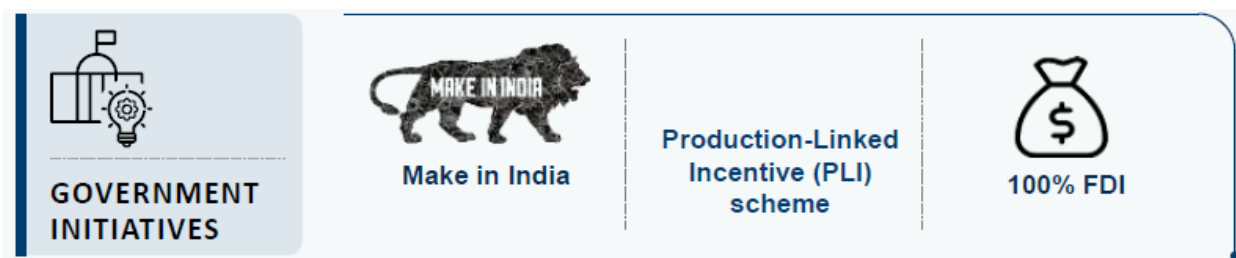 GOVERNMENT
INITIATIVES
MAKE IN INDIA
Make in India
Production-Linked
Incentive (PLI)
scheme
$
100% FDI